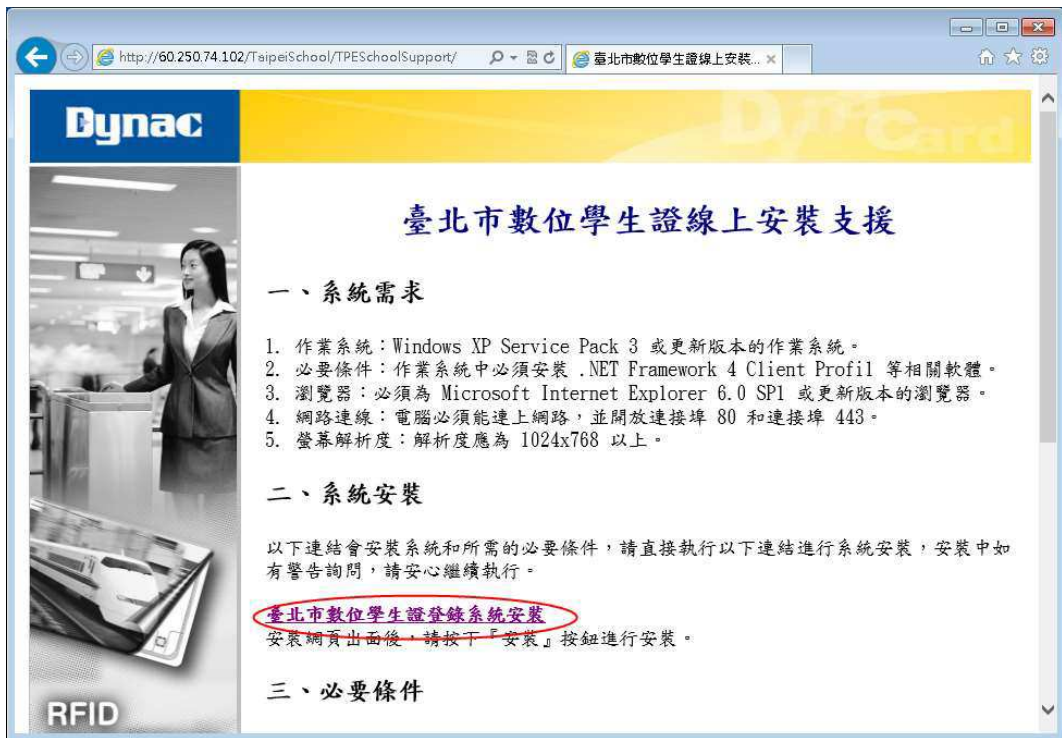 http://60.250.74.102/TaipeiSchool/TPESchoolSupport/
臺北市數位學生證線上安裝...
Dynac
DynaCard
臺北市數位學生證線上安裝支援
一、系統需求
1. 作業系統：Windows XP Service Pack 3 或更新版本的作業系統。
2. 必要條件：作業系統中必須安裝 .NET Framework 4 Client Profil 等相關軟體。
3. 瀏覽器：必須為 Microsoft Internet Explorer 6.0 SP1 或更新版本的瀏覽器。
4. 網路連線：電腦必須能連上網路，並開放連接埠 80 和連接埠 443。
5. 螢幕解析度：解析度應為 1024x768 以上。
二、系統安裝
以下連結會安裝系統和所需的必要條件，請直接執行以下連結進行系統安裝，安裝中如
有警告詢問，請安心繼續執行。
臺北市數位學生證登錄系統安裝
安裝網頁出面後，請按下『安裝』按鈕進行安裝。
三、必要條件
RFID